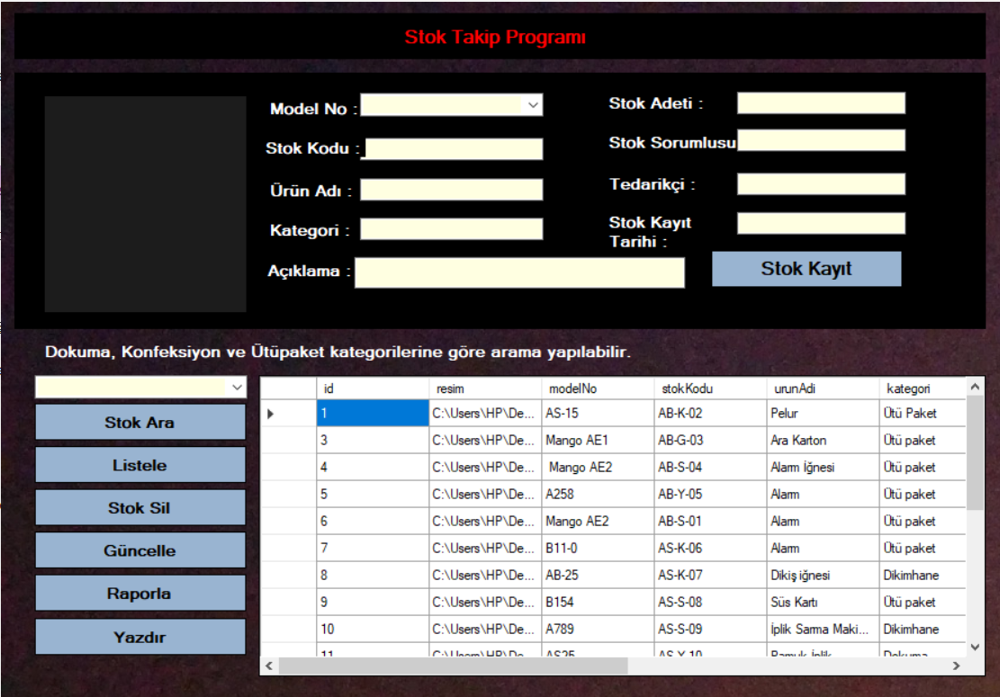 Stok Takip Programı
Model No :
Stok Adeti :
Stok Kodu :
Stok Sorumlusu
Ürün Adı :
Tedarikçi :
Kategori :
Stok Kayıt
Tarihi :
Açıklama :
Stok Kayıt
Dokuma, Konfeksiyon ve Ütüpaket kategorilerine göre arama yapılabilir.
Stok Ara
Listele
Stok Sil
Güncelle
Raporla
Yazdır
id resim modelNo stokKodu urunAdi kategori
1 C:\Users\HP\De... AS-15 AB-K-02 Pelur Ütü Paket
3 C:\Users\HP\De... Mango AE1 AB-G-03 Ara Karton Ütü paket
4 C:\Users\HP\De... Mango AE2 AB-S-04 Alarm İğnesi Ütü paket
5 C:\Users\HP\De... A258 AB-Y-05 Alarm Ütü paket
6 C:\Users\HP\De... Mango AE2 AB-S-01 Alarm Ütü paket
7 C:\Users\HP\De... B11-0 AS-K-06 Alarm Ütü paket
8 C:\Users\HP\De... AB-25 AS-K-07 Dikiş iğnesi Dikimhane
9 C:\Users\HP\De... B154 AS-S-08 Süs Kartı Ütü paket
10 C:\Users\HP\De... A789 AS-S-09 İplik Sarma Maki... Dikimhane
11 C:\Users\HP\De... AS25 AS-Y-10 Pamuk İplik Dokuma